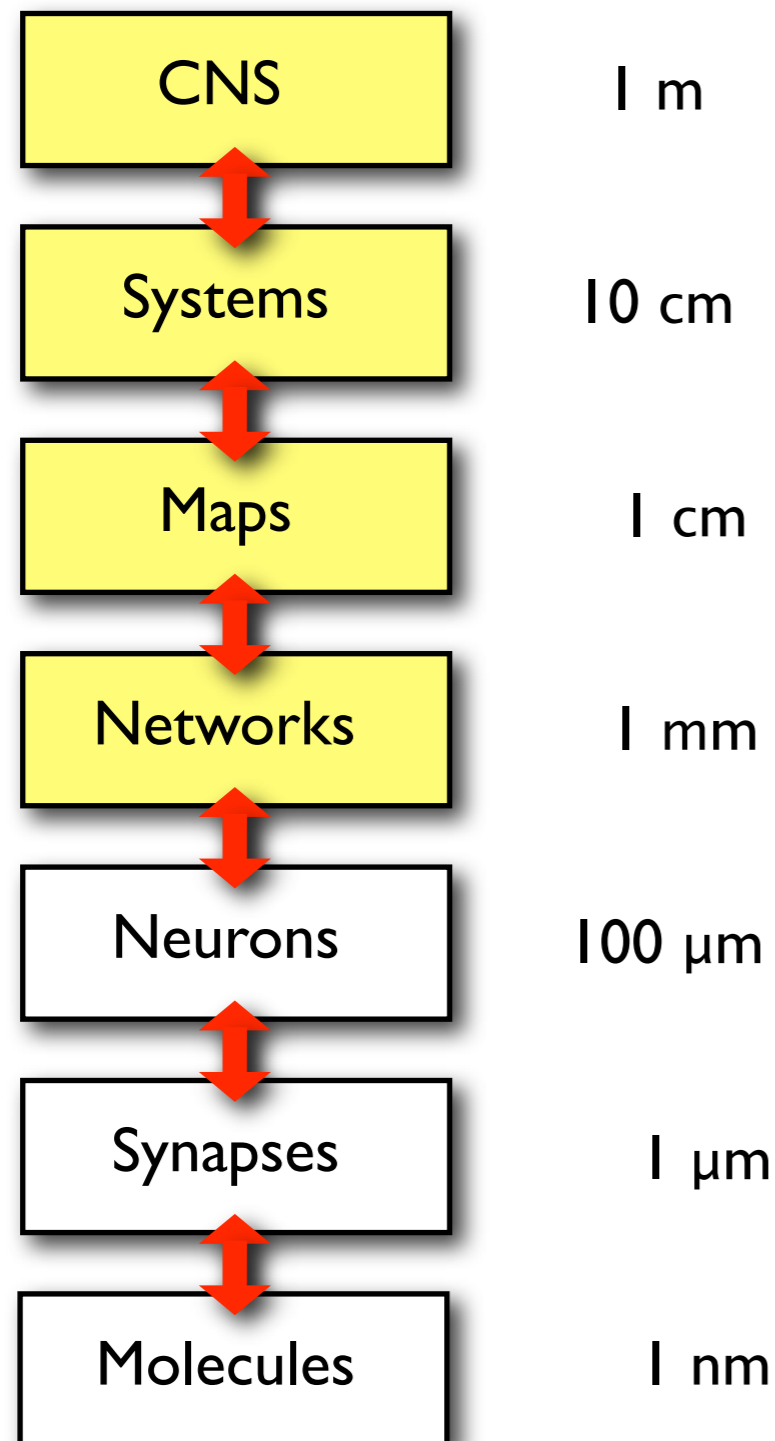 CNS 1 m
Systems 10 cm
Maps 1 cm
Networks 1 mm
Neurons 100 µm
Synapses 1 µm
Molecules 1 nm